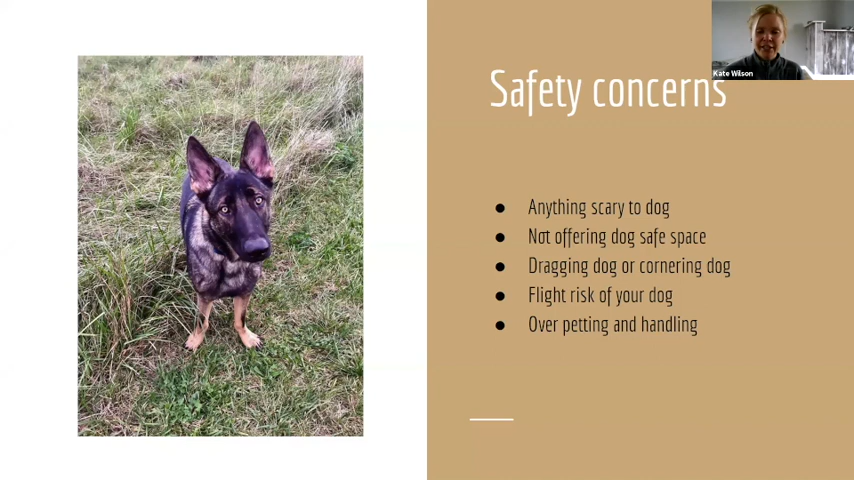 Kate Wilson
Safety concerns
● Anything scary to dog
● Not offering dog safe space
● Dragging dog or cornering dog
● Flight risk of your dog
● Over petting and handling